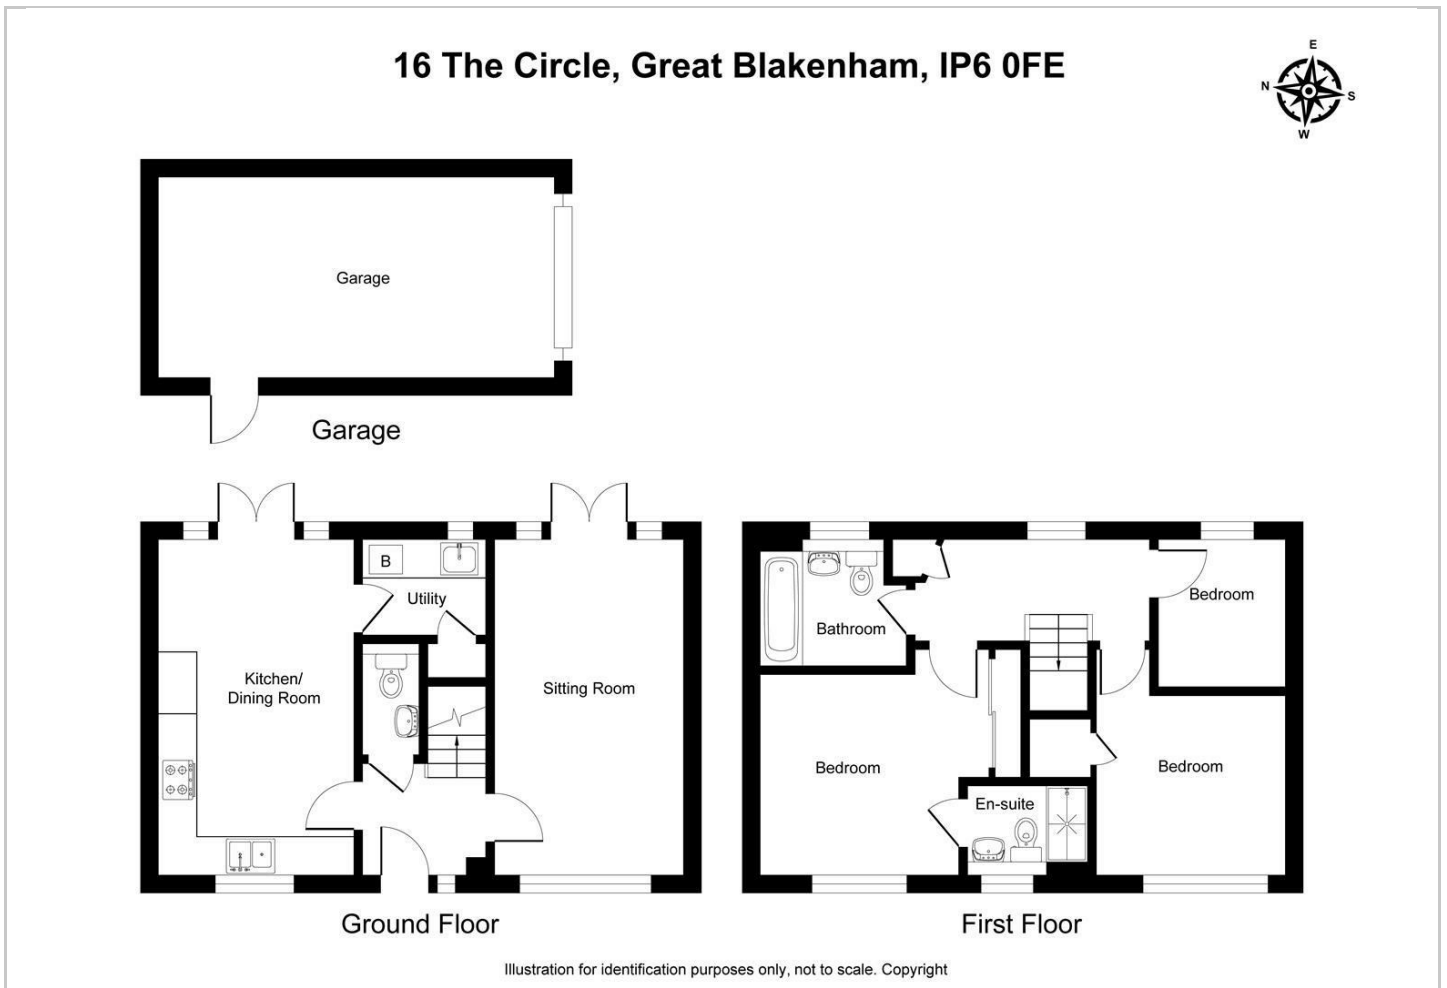 16 The Circle, Great Blakenham, IP6 0FE
E
N
S
W
Garage
Garage
B
Utility
Kitchen/
Dining Room
Sitting Room
Ground Floor
Bathroom
Bedroom
Bedroom
Bedroom
En-suite
First Floor
Illustration for identification purposes only, not to scale. Copyright